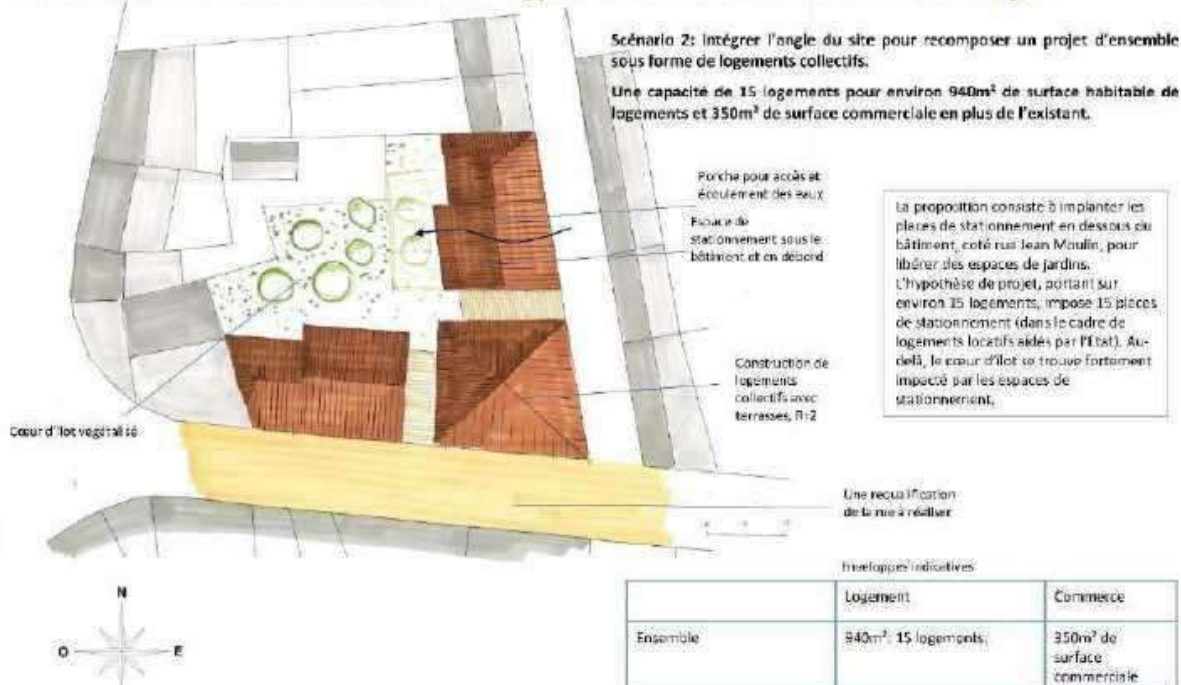 Scénario 2: Intégrer l'angle du site pour recomposer un projet d'ensemble
sous forme de logements collectifs.
Une capacité de 15 logements pour environ 940m² de surface habitable de
logements et 350m² de surface commerciale en plus de l'existant.
Porche pour accès et
écoulement des eaux
Espace de
stationnement sous le
bâtiment et en débord
La proposition consiste à implanter les
places de stationnement en dessous du
bâtiment, coté rue Jean Moulin, pour
libérer des espaces de jardins.
L'hypothèse de projet, portant sur
environ 15 logements, impose 15 places
de stationnement (dans le cadre de
logements locatifs aidés par l'Etat). Au-
delà, le cœur d'ilot se trouve fortement
impacté par les espaces de
stationnement.
Construction de
logements
collectifs avec
terrasses, R+2
Cœur d'ilot végétalisé
Une requalification
de la rue à réaliser
Enveloppes indicatives
Logement
Commerce
Ensemble
940m²: 15 logements.
350m² de
surface
commerciale
N
O
E